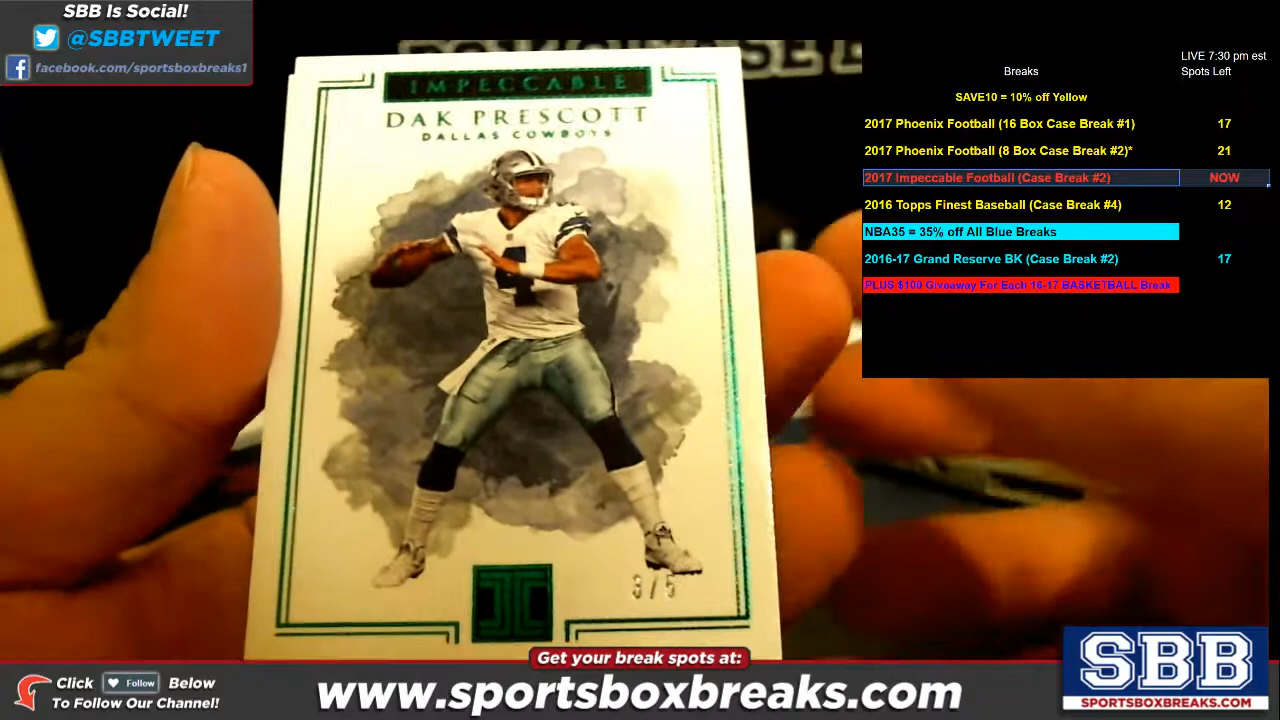 SBB Is Social!
@SBBTWEET
facebook.com/sportsboxbreaks1
IMPECCABLE
DAK PRESCOTT
DALLAS COWBOYS
4
3/5
LIVE 7:30 pm est
Breaks Spots Left
SAVE10 = 10% off Yellow
2017 Phoenix Football (16 Box Case Break #1) 17
2017 Phoenix Football (8 Box Case Break #2)* 21
2017 Impeccable Football (Case Break #2) NOW
2016 Topps Finest Baseball (Case Break #4) 12
NBA35 = 35% off All Blue Breaks
2016-17 Grand Reserve BK (Case Break #2) 17
PLUS $100 Giveaway For Each 16-17 BASKETBALL Break
Get your break spots at:
Click Follow Below
To Follow Our Channel!
www.sportsboxbreaks.com
SBB
SPORTSBOXBREAKS.COM